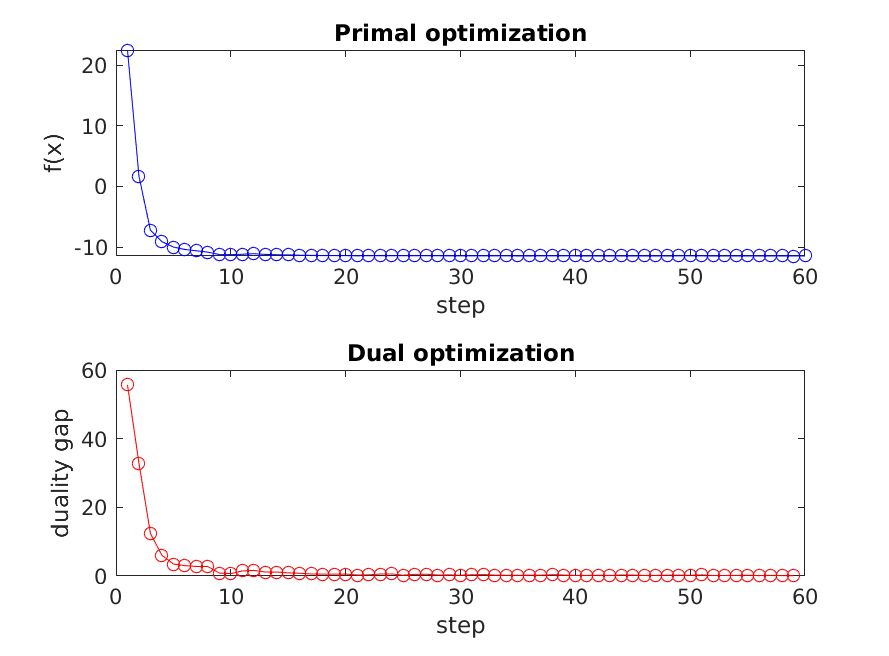 Primal optimization
20
10
0
-10
f(x)
0 10 20 30 40 50 60
step
Dual optimization
60
40
20
0
duality gap
0 10 20 30 40 50 60
step